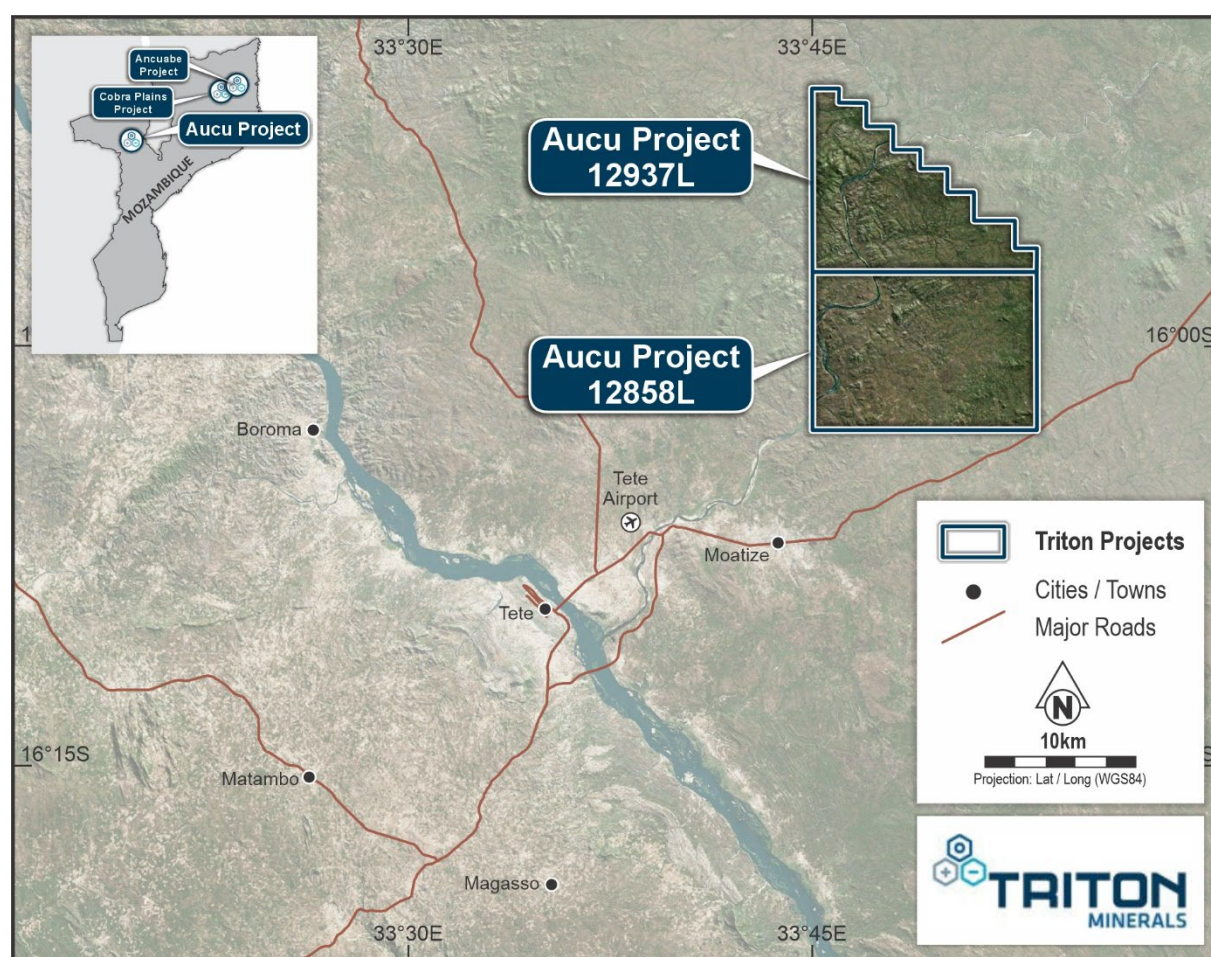 33°30E
33°45E
Ancuabe
Project
Cobra Plains
Project
Aucu Project
MOZAMBIQUE
Aucu Project
12937L
Aucu Project
12858L
16°00S
Boroma
Tete
Airport
Moatize
Tete
16°15S
Matambo
Magasso
33°30E
33°45E
Triton Projects
Cities / Towns
Major Roads
N
10km
Projection: Lat / Long (WGS84)
TRITON
MINERALS